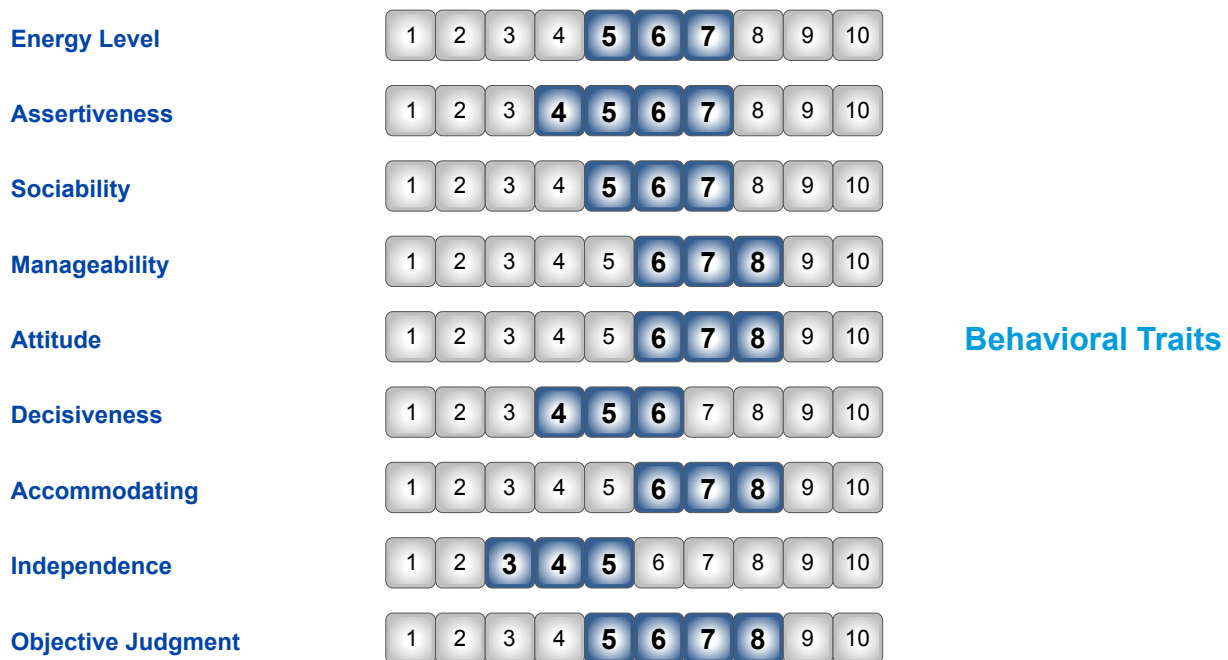 Energy Level 1 2 3 4 5 6 7 8 9 10
Assertiveness 1 2 3 4 5 6 7 8 9 10
Sociability 1 2 3 4 5 6 7 8 9 10
Manageability 1 2 3 4 5 6 7 8 9 10
Attitude 1 2 3 4 5 6 7 8 9 10 Behavioral Traits
Decisiveness 1 2 3 4 5 6 7 8 9 10
Accommodating 1 2 3 4 5 6 7 8 9 10
Independence 1 2 3 4 5 6 7 8 9 10
Objective Judgment 1 2 3 4 5 6 7 8 9 10